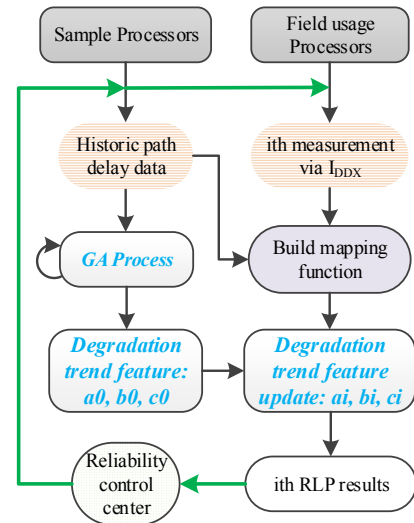 Sample Processors
Field usage
Processors
Historic path
delay data
ith measurement
via IDDX
GA Process
Build mapping
function
Degradation
trend feature:
a0, b0, c0
Degradation
trend feature
update: ai, bi, ci
Reliability
control
center
ith RLP results